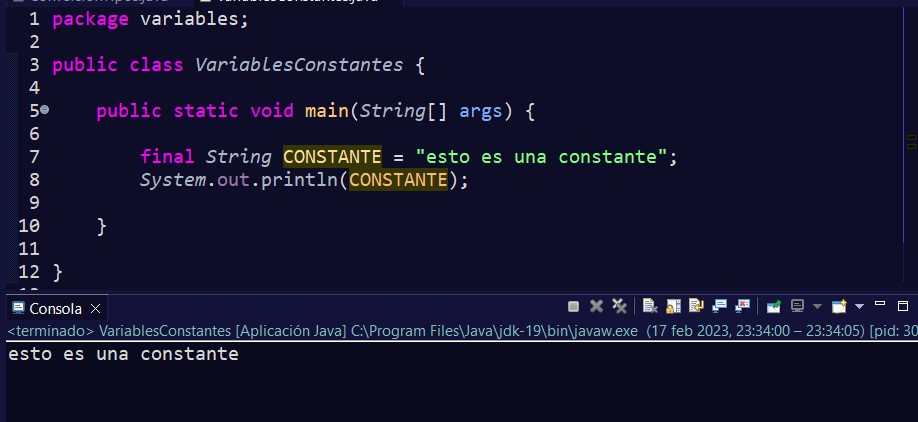 1 package variables;
2
3 public class VariablesConstantes {
4
5 public static void main(String[] args) {
6
7 final String CONSTANTE = "esto es una constante";
8 System.out.println(CONSTANTE);
9
10 }
11
12 }
Consola
<terminado> VariablesConstantes [Aplicación Java] C:\Program Files\Java\jdk-19\bin\javaw.exe (17 feb 2023, 23:34:00 – 23:34:05) [pid: 30
esto es una constante